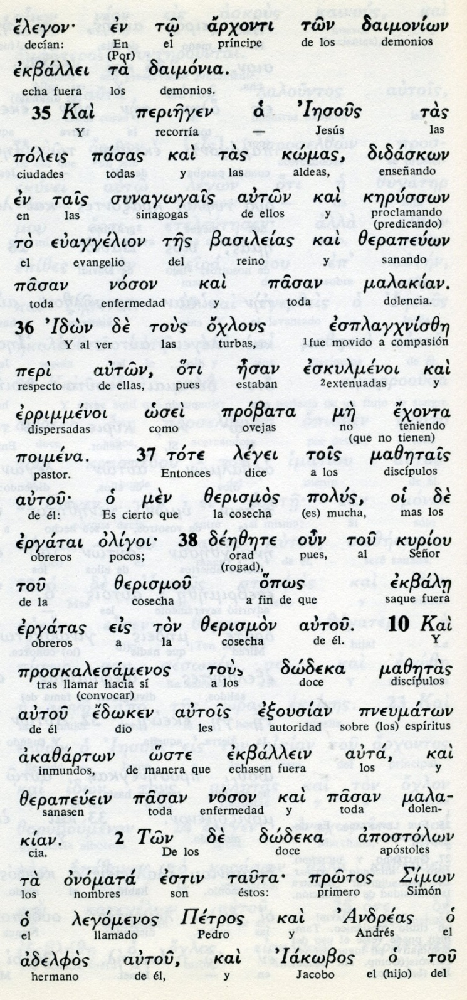 ἔλεγον· ἐν τῷ ἄρχοντι τῶν δαιμονίων
decían: En el príncipe de los demonios
(Por)
ἐκβάλλει τὰ δαιμόνια.
echa fuera los demonios.
35 Καὶ περιῆγεν ὁ Ἰησοῦς τὰς
Y recorría — Jesús las
πόλεις πάσας καὶ τὰς κώμας, διδάσκων
ciudades todas y las aldeas, enseñando
ἐν ταῖς συναγωγαῖς αὐτῶν καὶ κηρύσσων
en las sinagogas de ellos y proclamando
(predicando)
τὸ εὐαγγέλιον τῆς βασιλείας καὶ θεραπεύων
el evangelio del reino y sanando
πᾶσαν νόσον καὶ πᾶσαν μαλακίαν.
toda enfermedad y toda dolencia.
36 Ἰδὼν δὲ τοὺς ὄχλους ἐσπλαγχνίσθη
Y al ver las turbas, 1fue movido a compasión
περὶ αὐτῶν, ὅτι ἦσαν ἐσκυλμένοι καὶ
respecto de ellas, pues estaban 2extenuadas y
ἐρριμμένοι ὡσεὶ πρόβατα μὴ ἔχοντα
dispersadas como ovejas no teniendo
(que no tienen)
ποιμένα. 37 τότε λέγει τοῖς μαθηταῖς
pastor. Entonces dice a los discípulos
αὐτοῦ· ὁ μὲν θερισμὸς πολύς, οἱ δὲ
de él: Es cierto que la cosecha (es) mucha, mas los
ἐργάται ὀλίγοι· 38 δέηθητε οὖν τοῦ κυρίου
obreros pocos; orad pues, al Señor
(rogad),
τοῦ θερισμοῦ ὅπως ἐκβάλῃ
de la cosecha a fin de que saque fuera
ἐργάτας εἰς τὸν θερισμὸν αὐτοῦ. 10 Καὶ
obreros a la cosecha de él. Y
προσκαλεσάμενος τοὺς δώδεκα μαθητὰς
tras llamar hacia sí a los doce discípulos
(convocar)
αυτοῦ ἔδωκεν αὐτοῖς ἐξουσίαν πνευμάτων
de él dio les autoridad sobre (los) espíritus
ἀκαθάρτων ὥστε ἐκβάλλειν αὐτά, καὶ
inmundos, de manera que echasen fuera los y
θεραπεύειν πᾶσαν νόσον καὶ πᾶσαν μαλα-
sanasen toda enfermedad y toda dolen-
κίαν. 2 Τῶν δὲ δώδεκα ἀποστόλων
cia. De los doce apóstoles
τὰ ὀνόματά ἐστιν ταῦτα· πρῶτος Σίμων
los nombres son éstos: primero Simón
ὁ λεγόμενος Πέτρος καὶ Ἀνδρέας ὁ
el llamado Pedro y Andrés el
ἀδελφὸς αὐτοῦ, καὶ Ἰάκωβος ὁ τοῦ
hermano de él, y Jacobo el (hijo) del